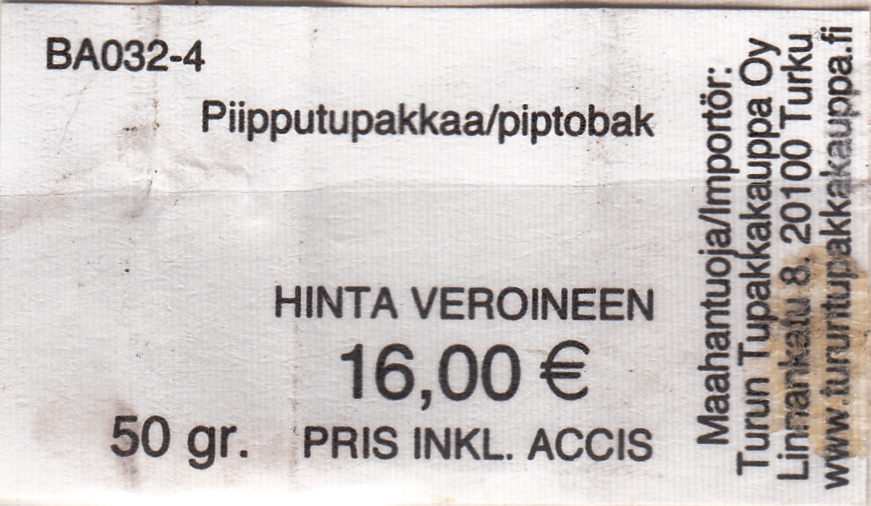 BA032-4
Piipputupakkaa/piptobak
HINTA VEROINEEN
16,00 €
50 gr. PRIS INKL. ACCIS
Maahantuoja/Importör:
Turun Tupakkakauppa Oy
Linnankatu 8. 20100 Turku
www.turuntupakkakauppa.fi